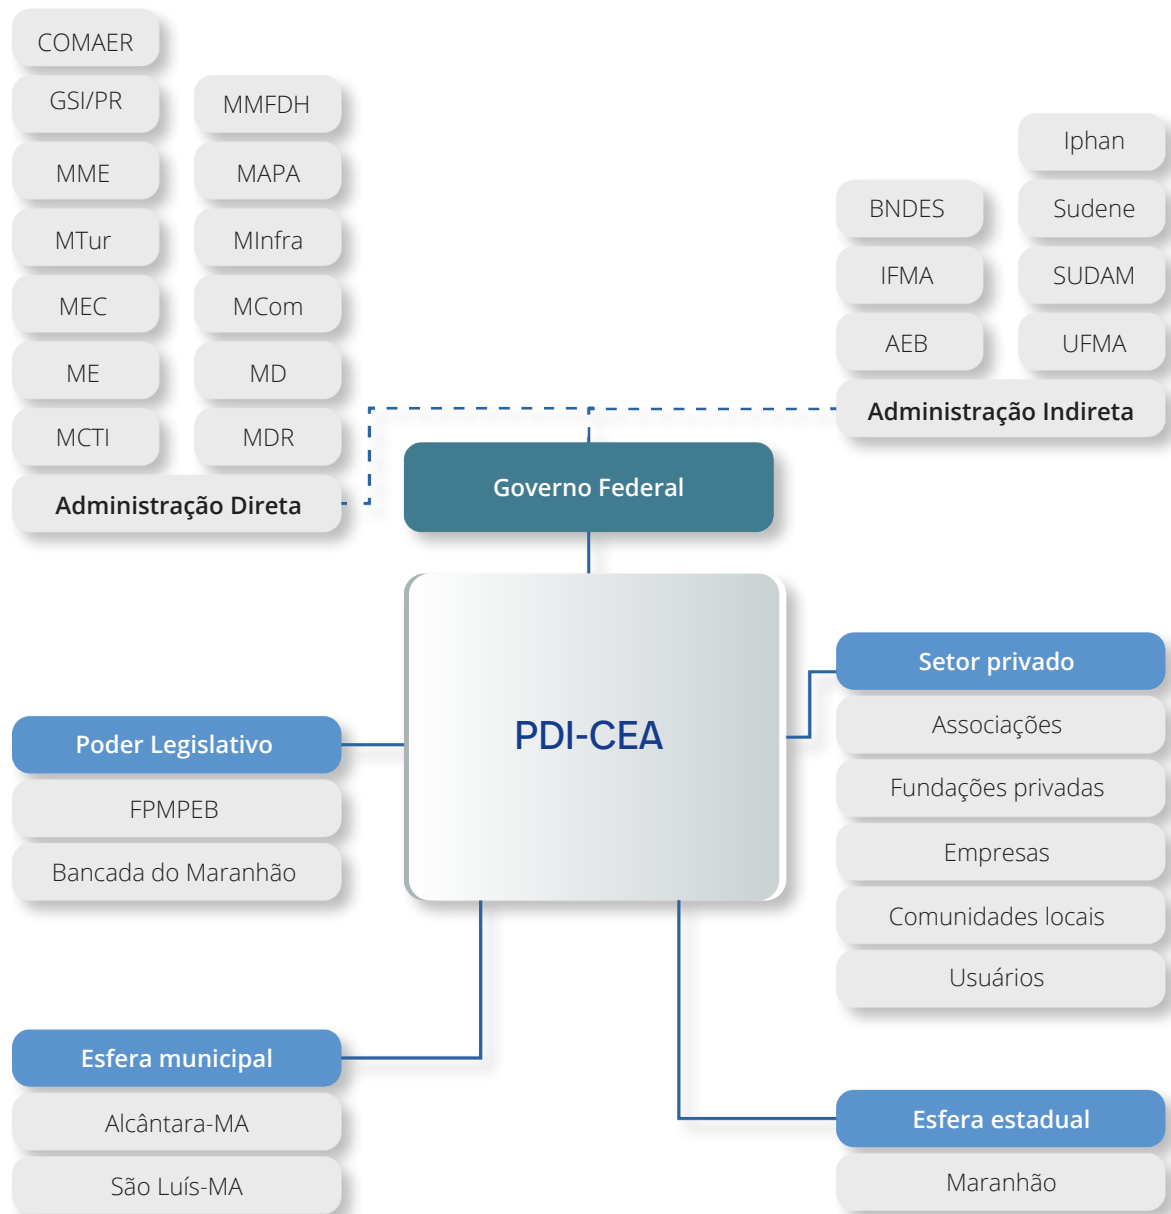 COMAER
GSI/PR
MMFDH
MME
MAPA
MTur
MInfra
MEC
MCom
ME
MD
MCTI
MDR
Administração Direta
Iphan
BNDES
Sudene
IFMA
SUDAM
AEB
UFMA
Administração Indireta
Governo Federal
PDI-CEA
Poder Legislativo
FPMPEB
Bancada do Maranhão
Setor privado
Associações
Fundações privadas
Empresas
Comunidades locais
Usuários
Esfera municipal
Alcântara-MA
São Luís-MA
Esfera estadual
Maranhão